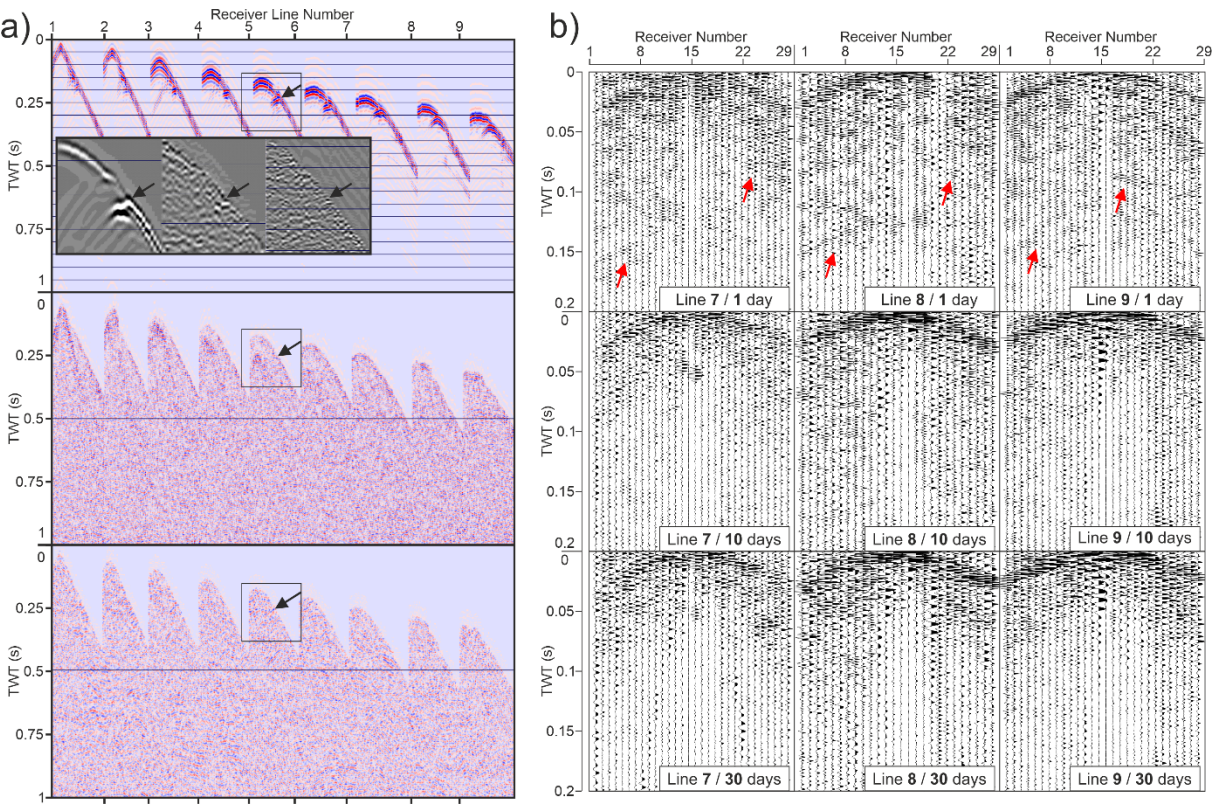 a)
Receiver Line Number
1 2 3 4 5 6 7 8 9
0
0.25
0.5
0.75
1
TWT (s)
0
0.25
0.5
0.75
1
TWT (s)
0
0.25
0.5
0.75
1
TWT (s)
b)
Receiver Number Receiver Number Receiver Number
1 8 15 22 29 1 8 15 22 29 1 8 15 22 29
0
0.05
0.1
0.15
0.2
TWT (s)
Line 7 / 1 day Line 8 / 1 day Line 9 / 1 day
0
0.05
0.1
0.15
0.2
TWT (s)
Line 7 / 10 days Line 8 / 10 days Line 9 / 10 days
0
0.05
0.1
0.15
0.2
TWT (s)
Line 7 / 30 days Line 8 / 30 days Line 9 / 30 days